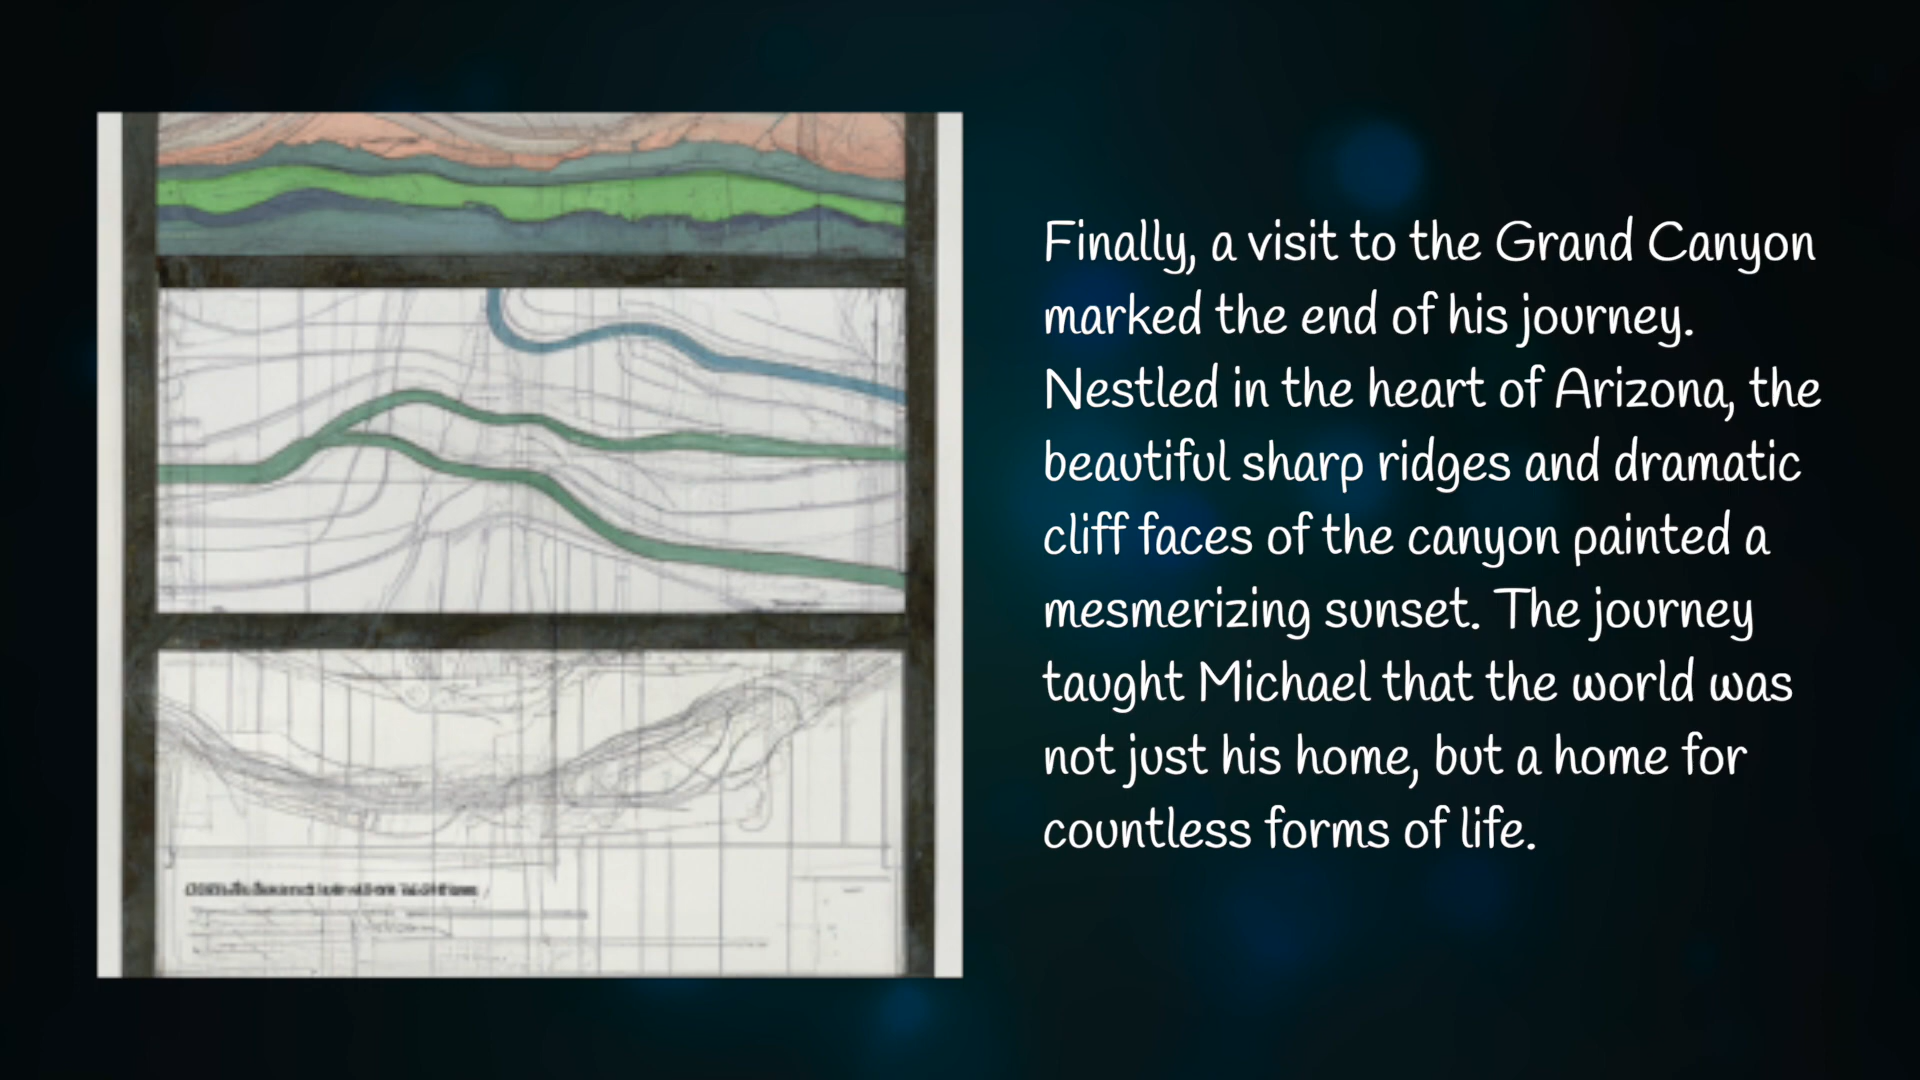 Finally, a visit to the Grand Canyon
marked the end of his journey.
Nestled in the heart of Arizona, the
beautiful sharp ridges and dramatic
cliff faces of the canyon painted a
mesmerizing sunset. The journey
taught Michael that the world was
not just his home, but a home for
countless forms of life.